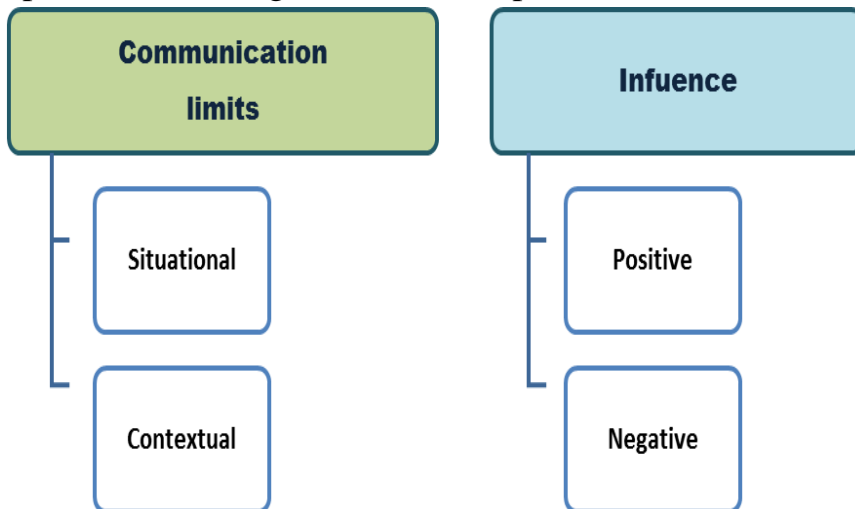 Communication
limits
Infuence
Situational
Positive
Contextual
Negative